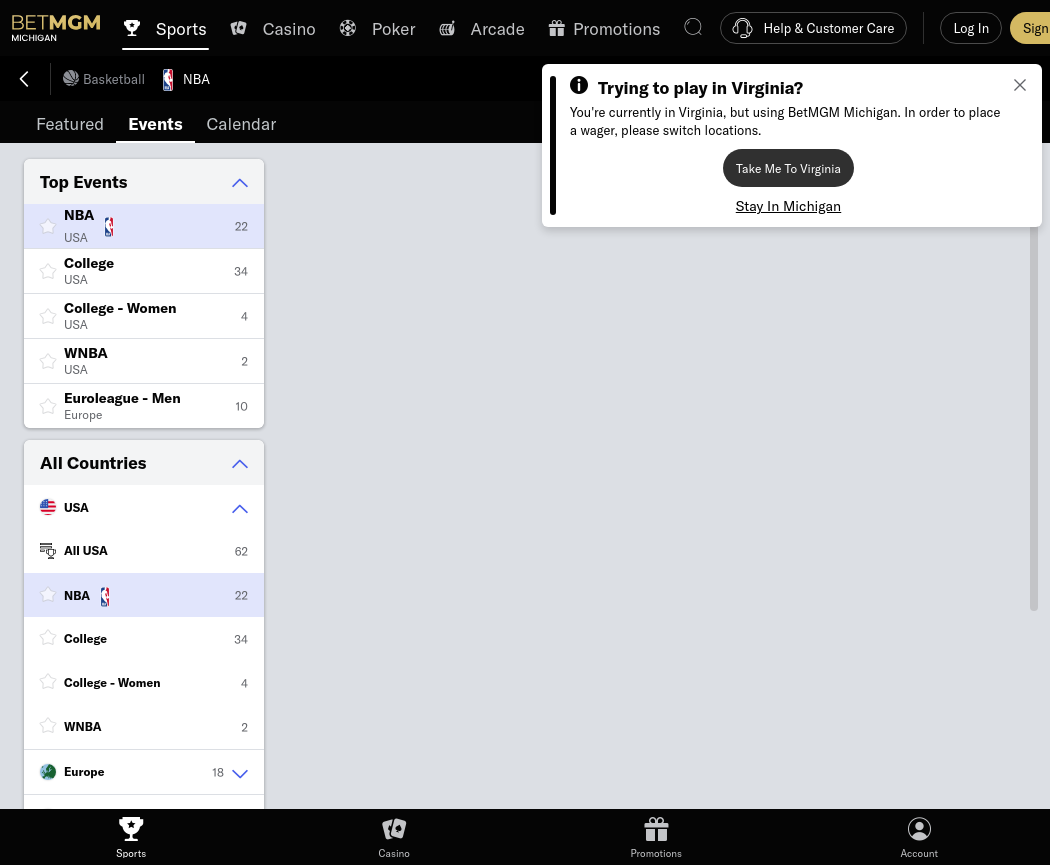 BETMGM
MICHIGAN
Sports
Casino
Poker
Arcade
Promotions
Help & Customer Care
Log In
Sign
Basketball
NBA
Featured
Events
Calendar
Trying to play in Virginia?
You're currently in Virginia, but using BetMGM Michigan. In order to place
a wager, please switch locations.
Take Me To Virginia
Stay In Michigan
Top Events
NBA
USA
22
College
USA
34
College - Women
USA
4
WNBA
USA
2
Euroleague - Men
Europe
10
All Countries
USA
All USA
62
NBA
22
College
34
College - Women
4
WNBA
2
Europe
18
Sports
Casino
Promotions
Account